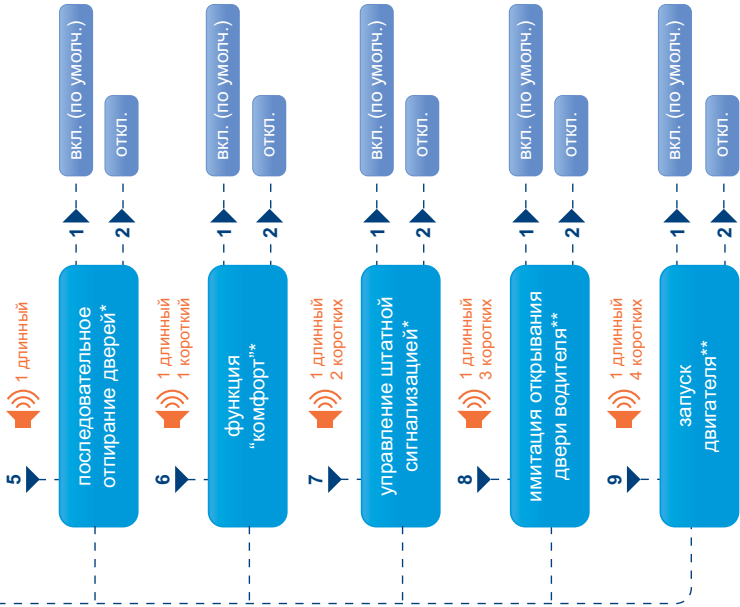 5
1 длинный
последовательное
отпирание дверей*
1
вкл. (по умолч.)
2
откл.
6
1 длинный
1 короткий
функция
“комфорт”*
1
вкл. (по умолч.)
2
откл.
7
1 длинный
2 коротких
управление штатной
сигнализацией*
1
вкл. (по умолч.)
2
откл.
8
1 длинный
3 коротких
имитация открывания
двери водителя**
1
вкл. (по умолч.)
2
откл.
9
1 длинный
4 коротких
запуск
двигателя**
1
вкл. (по умолч.)
2
откл.